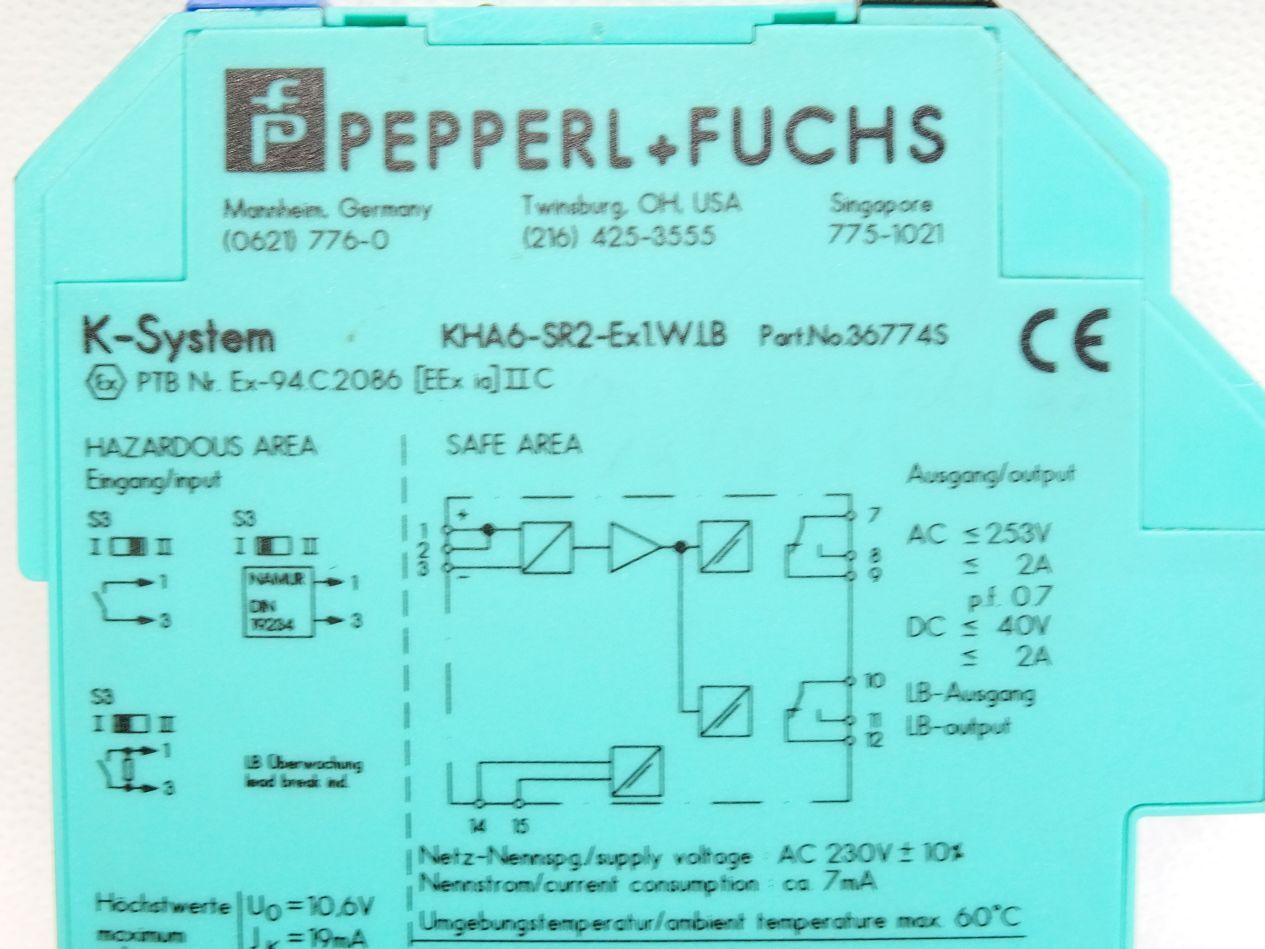 PEPPERL+FUCHS
Mannheim, Germany
(0621) 776-0
Twinsburg, OH, USA
(216) 425-3555
Singapore
775-1021
K-System
KHA6-SR2-Ex1.W.LB
Part.No.36774S
CE
Ex PTB Nr. Ex-94.C.2086 [EEx ia] II C
HAZARDOUS AREA
Eingang/input
S3
I II
1
3
S3
I II
NAMUR
DIN
19234
1
3
S3
I II
1
3
LB Überwachung
lead break ind.
SAFE AREA
+
1
2
3
-
7
8
9
10
11
12
14 15
Ausgang/output
AC ≤ 253V
≤ 2A
p.f. 0.7
DC ≤ 40V
≤ 2A
LB-Ausgang
LB-output
Netz-Nennspg./supply voltage : AC 230V ± 10%
Nennstrom/current consumption : ca. 7mA
Umgebungstemperatur/ambient temperature max. 60°C
Höchstwerte
maximum
U0 = 10,6V
JK = 19mA